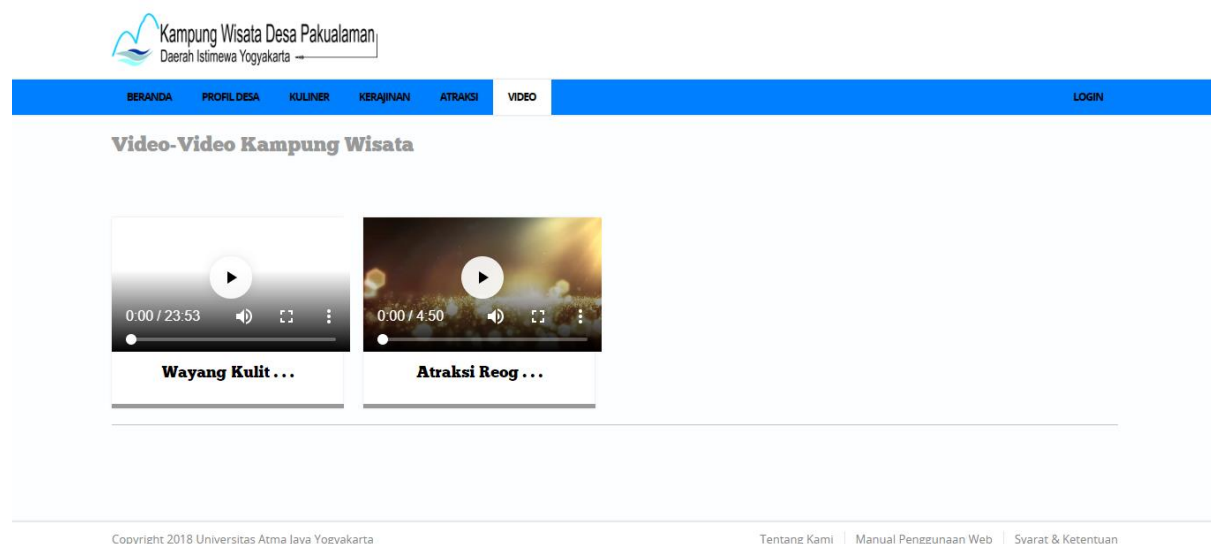 Kampung Wisata Desa Pakualaman
Daerah Istimewa Yogyakarta
BERANDA PROFIL DESA KULINER KERAJINAN ATRAKSI VIDEO LOGIN
Video-Video Kampung Wisata
0:00 / 23:53 0:00 / 4:50
Wayang Kulit . . . Atraksi Reog . . .
Copyright 2018 Universitas Atma Jaya Yogyakarta Tentang Kami Manual Penggunaan Web Syarat & Ketentuan